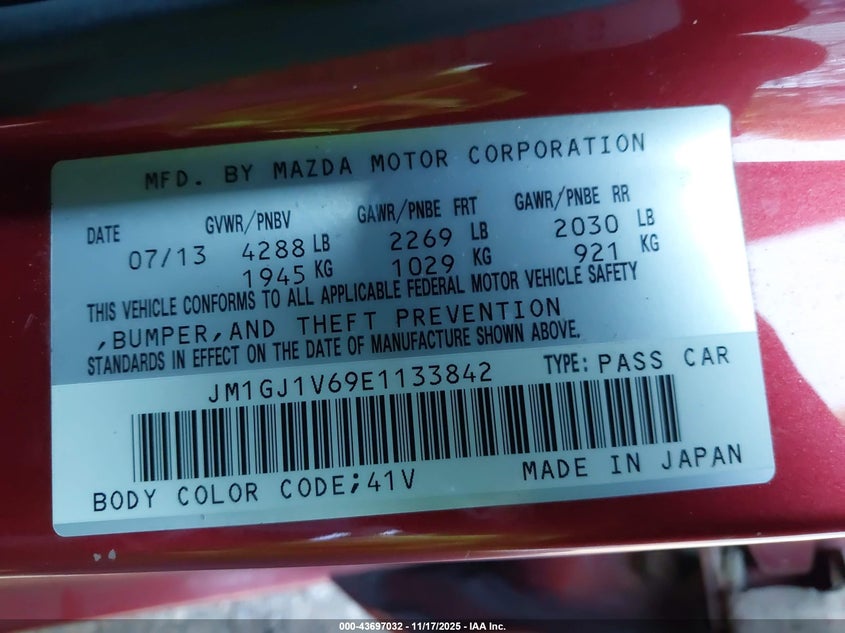 MFD. BY MAZDA MOTOR CORPORATION
DATE GVWR/PNBV GAWR/PNBE FRT GAWR/PNBE RR
07/13 4288 LB 2269 LB 2030 LB
1945 KG 1029 KG 921 KG
THIS VEHICLE CONFORMS TO ALL APPLICABLE FEDERAL MOTOR VEHICLE SAFETY
,BUMPER,AND THEFT PREVENTION
STANDARDS IN EFFECT ON THE DATE OF MANUFACTURE SHOWN ABOVE.
JM1GJ1V69E1133842 TYPE: PASS CAR
BODY COLOR CODE;41V MADE IN JAPAN
000-43697032 - 11/17/2025 - IAA Inc.